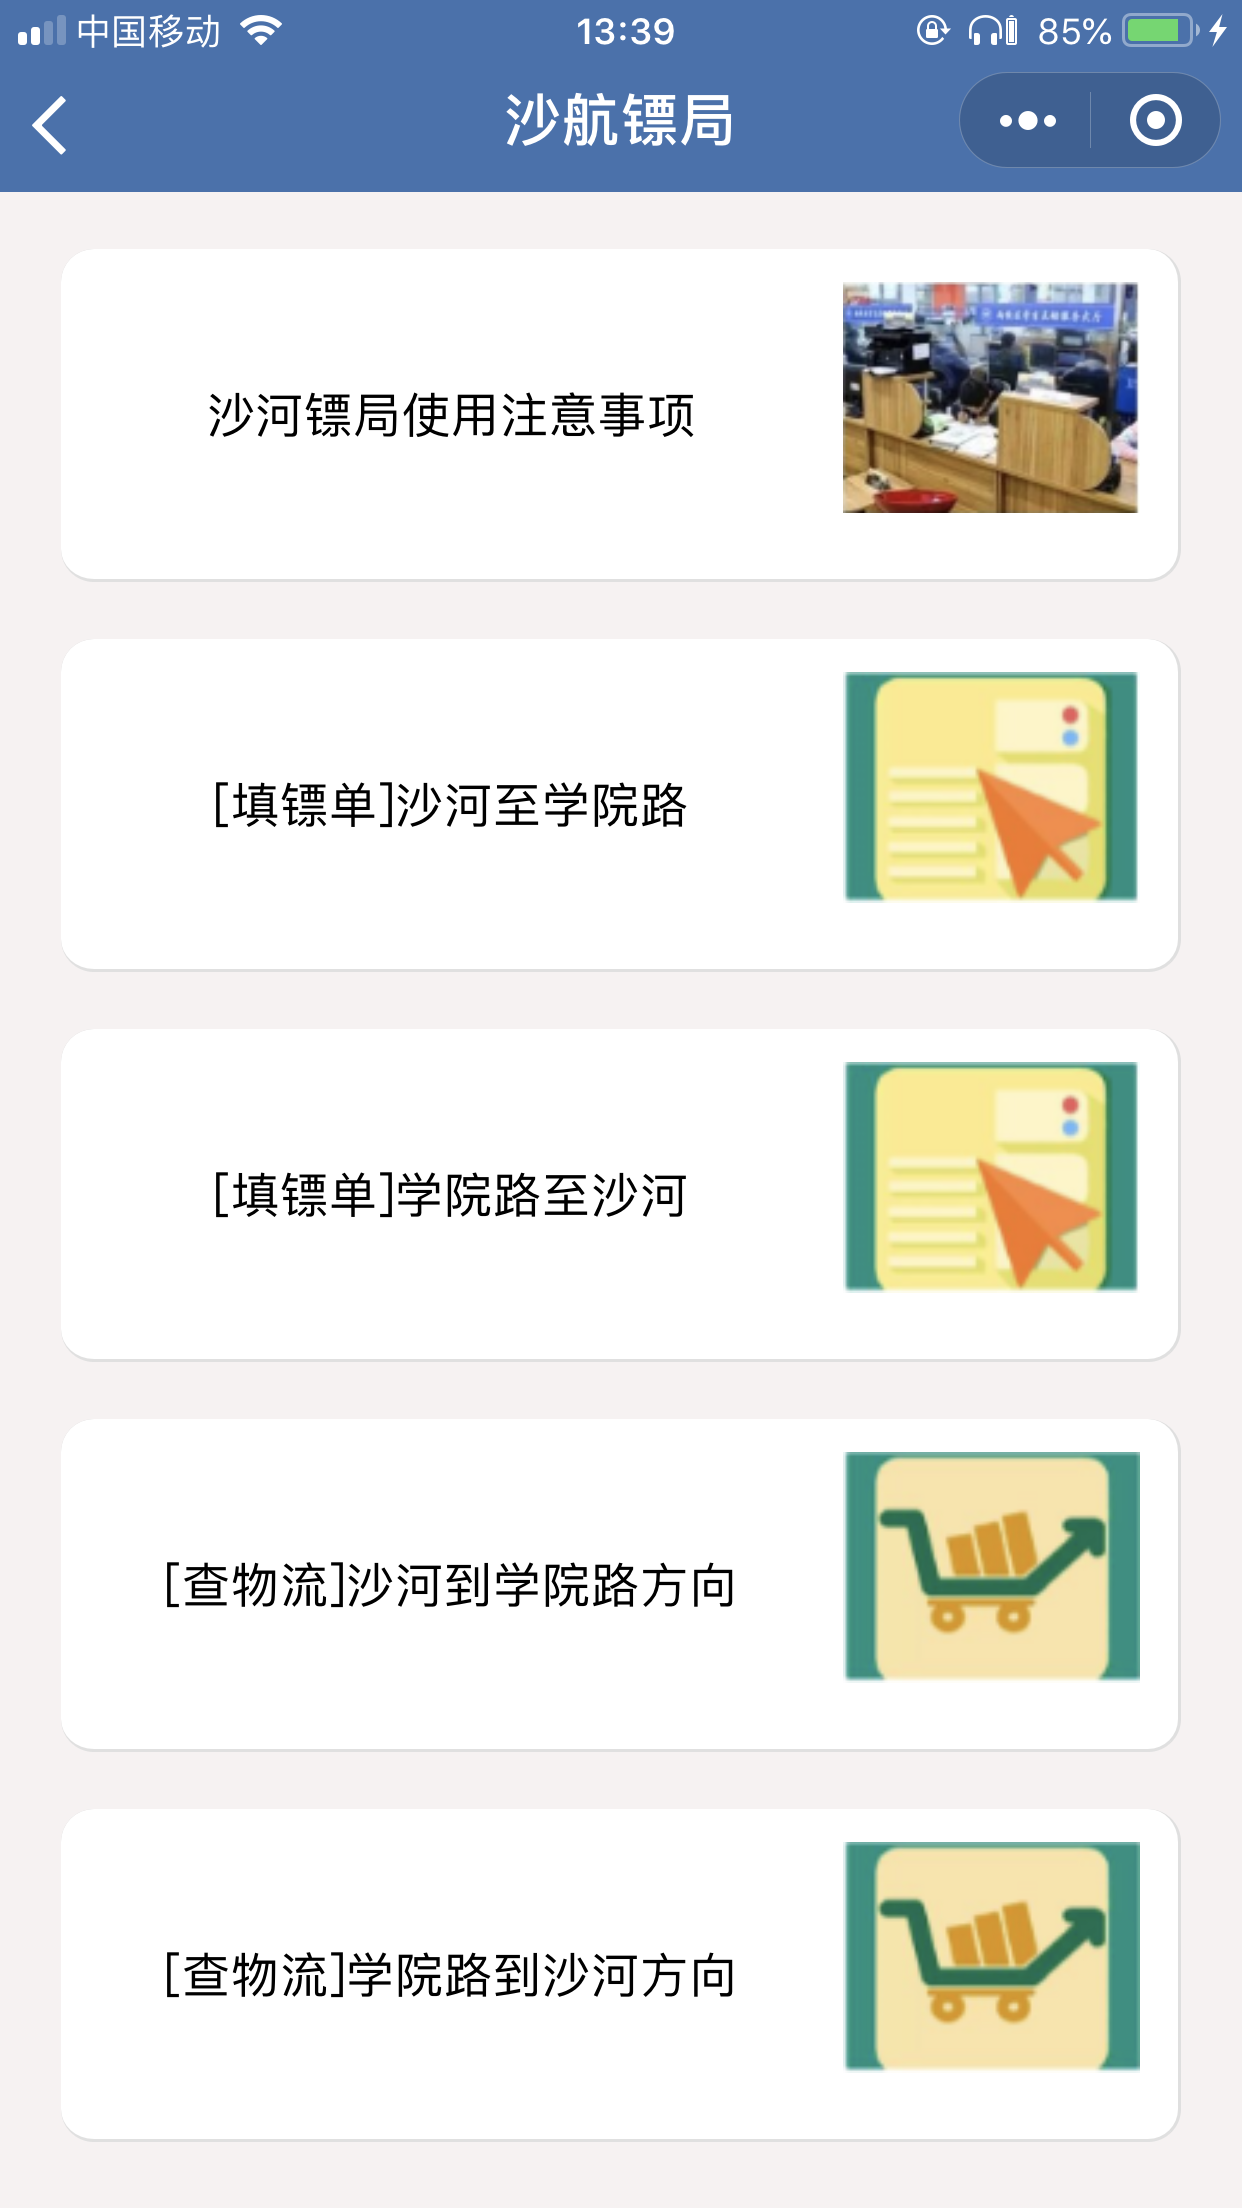 中国移动 13:39 85%
沙航镖局
沙河镖局使用注意事项
[填镖单]沙河至学院路
[填镖单]学院路至沙河
[查物流]沙河到学院路方向
[查物流]学院路到沙河方向